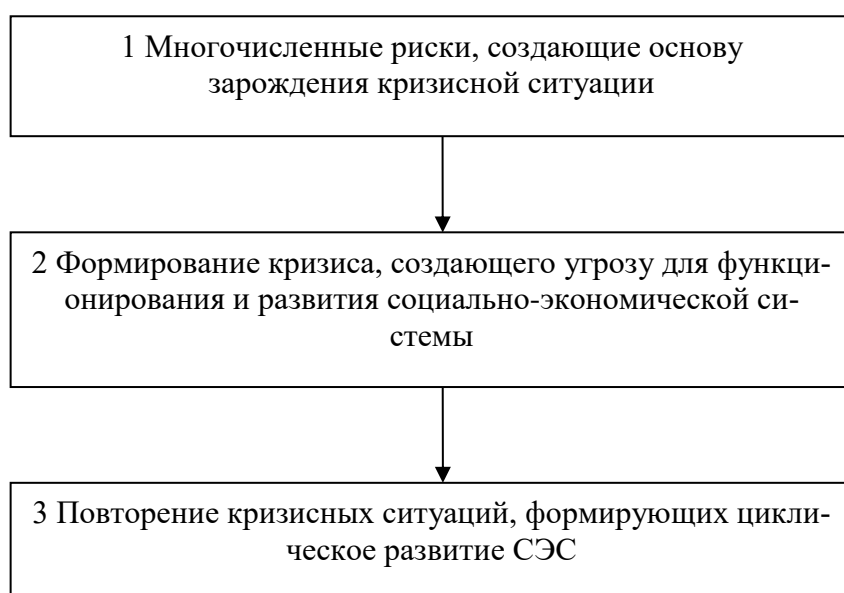 1 Многочисленные риски, создающие основу
зарождения кризисной ситуации
2 Формирование кризиса, создающего угрозу для функци-
онирования и развития социально-экономической си-
стемы
3 Повторение кризисных ситуаций, формирующих цикли-
ческое развитие СЭС